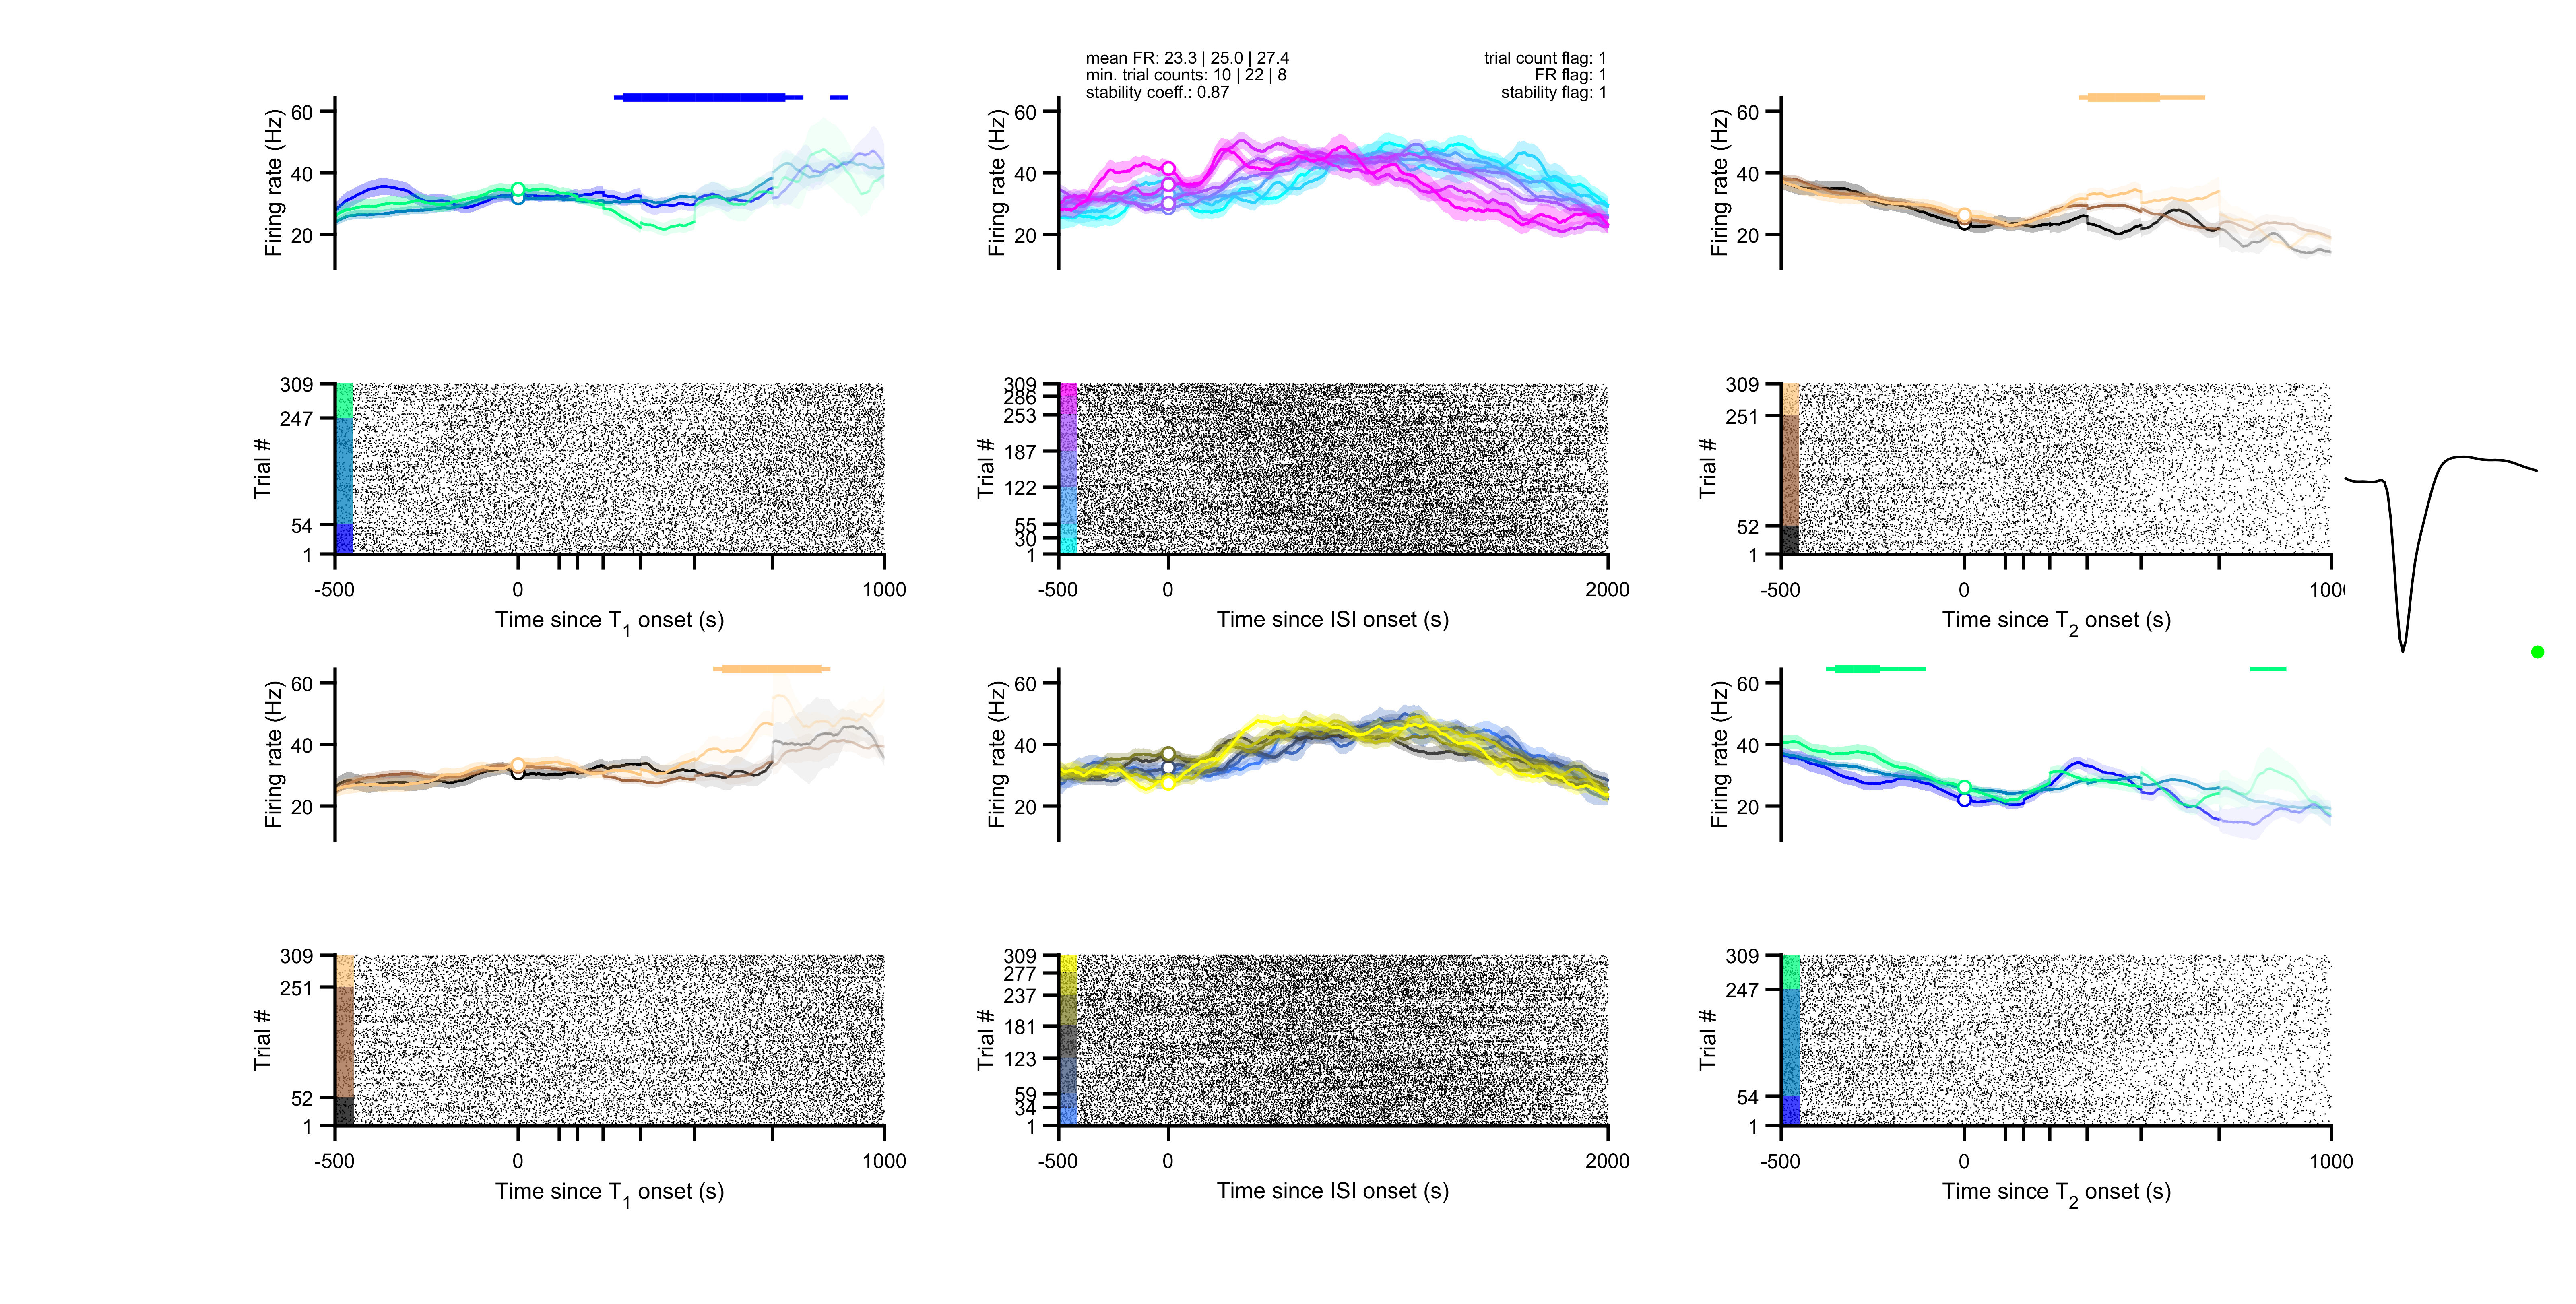 mean FR: 23.3 | 25.0 | 27.4
min. trial counts: 10 | 22 | 8
stability coeff.: 0.87
trial count flag: 1
FR flag: 1
stability flag: 1
Firing rate (Hz)
60
40
20
Firing rate (Hz)
60
40
20
Firing rate (Hz)
60
40
20
Trial #
309
247
54
1
-500
0
1000
Time since T1 onset (s)
Trial #
309
286
253
187
122
55
30
1
-500
0
2000
Time since ISI onset (s)
Trial #
309
251
52
1
-500
0
100
Time since T2 onset (s)
Firing rate (Hz)
60
40
20
Firing rate (Hz)
60
40
20
Firing rate (Hz)
60
40
20
Trial #
309
251
52
1
-500
0
1000
Time since T1 onset (s)
Trial #
309
277
237
181
123
59
34
1
-500
0
2000
Time since ISI onset (s)
Trial #
309
247
54
1
-500
0
1000
Time since T2 onset (s)